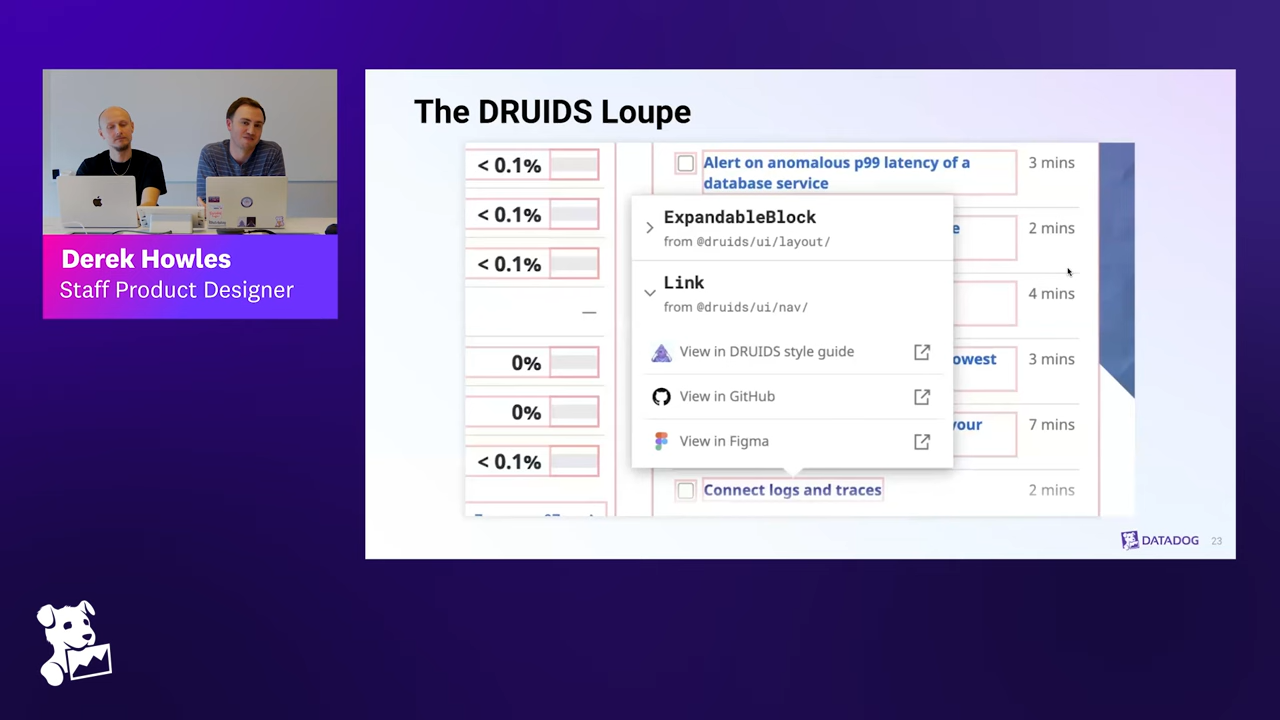 The DRUIDS Loupe
Derek Howles
Staff Product Designer
< 0.1%
< 0.1%
< 0.1%
—
0%
0%
< 0.1%
Alert on anomalous p99 latency of a
database service
3 mins
2 mins
4 mins
owest
3 mins
your
7 mins
Connect logs and traces
2 mins
ExpandableBlock
from @druids/ui/layout/
Link
from @druids/ui/nav/
View in DRUIDS style guide
View in GitHub
View in Figma
DATADOG
23